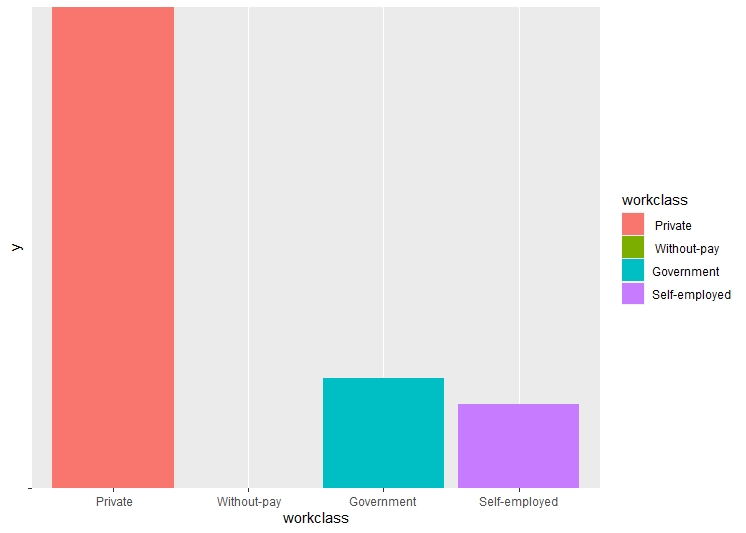 y
Private
Without-pay
Government
Self-employed
workclass
workclass
Private
Without-pay
Government
Self-employed